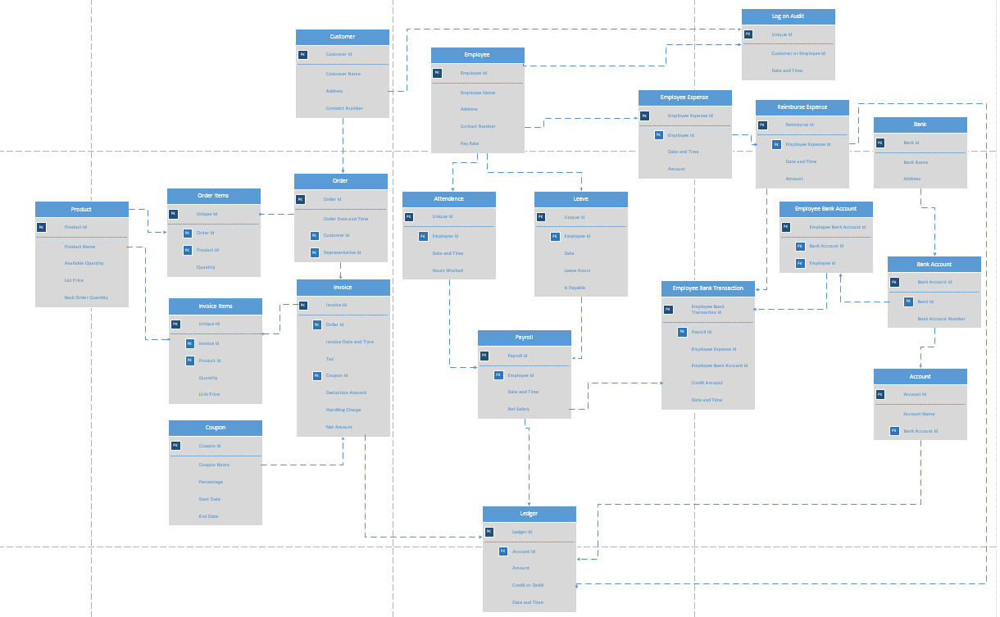 Customer
PK Customer Id
Customer Name
Address
Contatct Number
Employee
PK Employee Id
Employee Name
Address
Contact Number
Pay Rate
Log on Audit
PK Unique Id
Customer or Employee Id
Date and Time
Employee Expense
PK Employee Expense Id
FK Employee Id
Date and Time
Amount
Reimburse Expense
PK Reimburse Id
FK Employee Expense Id
Date and Time
Amount
Bank
PK Bank Id
Bank Name
Address
Product
PK Product Id
Product Name
Available Quantity
List Price
Back Order Quantity
Order Items
PK Unique Id
FK Order Id
FK Product Id
Quantity
Order
PK Order Id
Order Date and Time
FK Customer Id
FK Representative Id
Attendance
PK Unique Id
FK Employee Id
Date and Time
Hours Worked
Leave
PK Unique Id
FK Employee Id
Date
Leave Hours
Is Payable
Employee Bank Account
PK Employee Bank Account Id
FK Bank Account Id
FK Employee Id
Bank Account
PK Bank Account Id
FK Bank Id
Bank Account Number
Invoice Items
PK Unique Id
FK Invoice Id
FK Product Id
Quantity
Unit Price
Invoice
PK Invoice Id
FK Order Id
Invoice Date and Time
Tax
FK Coupon Id
Deduction Amount
Handling Charge
Net Amount
Employee Bank Transaction
PK Employee Bank
Transaction Id
FK Payroll Id
Employee Expense Id
Employee Bank Account Id
Credit Amount
Date and Time
Payroll
PK Payroll Id
FK Employee Id
Date and Time
Net Salary
Account
PK Account Id
Account Name
FK Bank Account Id
Coupon
PK Coupon Id
Coupon Name
Percentage
Start Date
End Date
Ledger
PK Ledger Id
FK Account Id
Amount
Credit or Debit
Date and Time